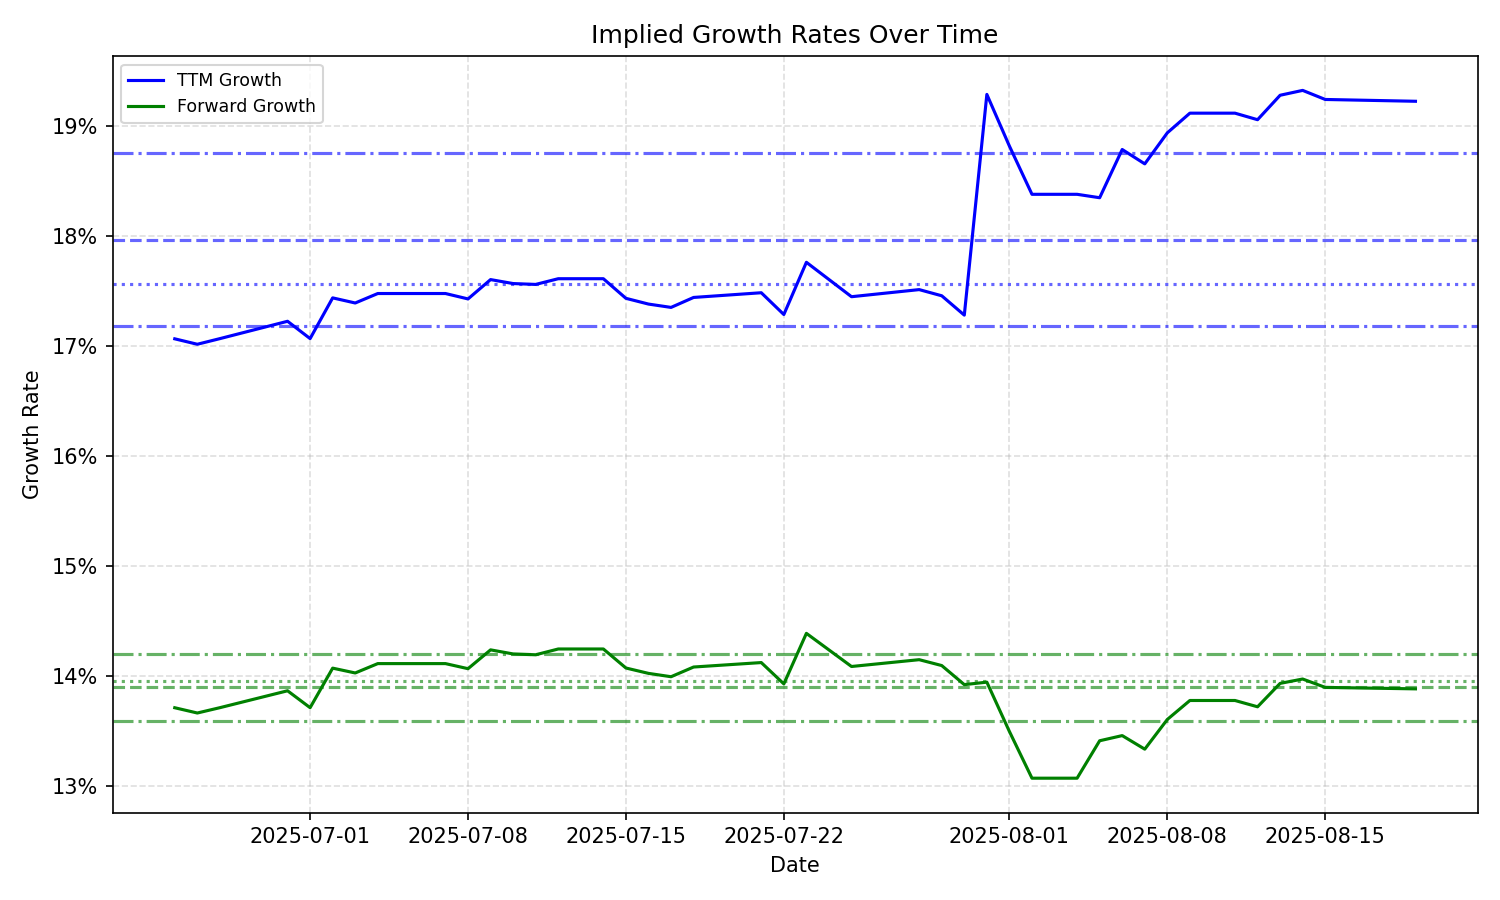 Implied Growth Rates Over Time
TTM Growth
Forward Growth
19%
18%
17%
16%
15%
14%
13%
Growth Rate
2025-07-01
2025-07-08
2025-07-15
2025-07-22
2025-08-01
2025-08-08
2025-08-15
Date